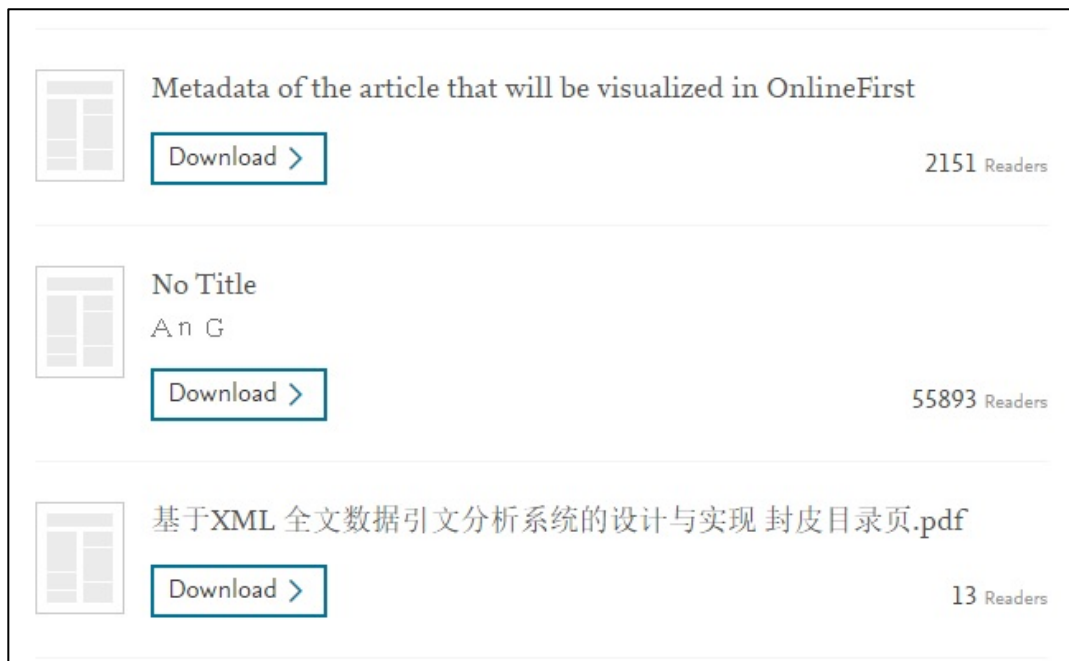 Metadata of the article that will be visualized in OnlineFirst
Download
2151 Readers
No Title
An G
Download
55893 Readers
基于XML 全文数据引文分析系统的设计与实现 封皮目录页.pdf
Download
13 Readers